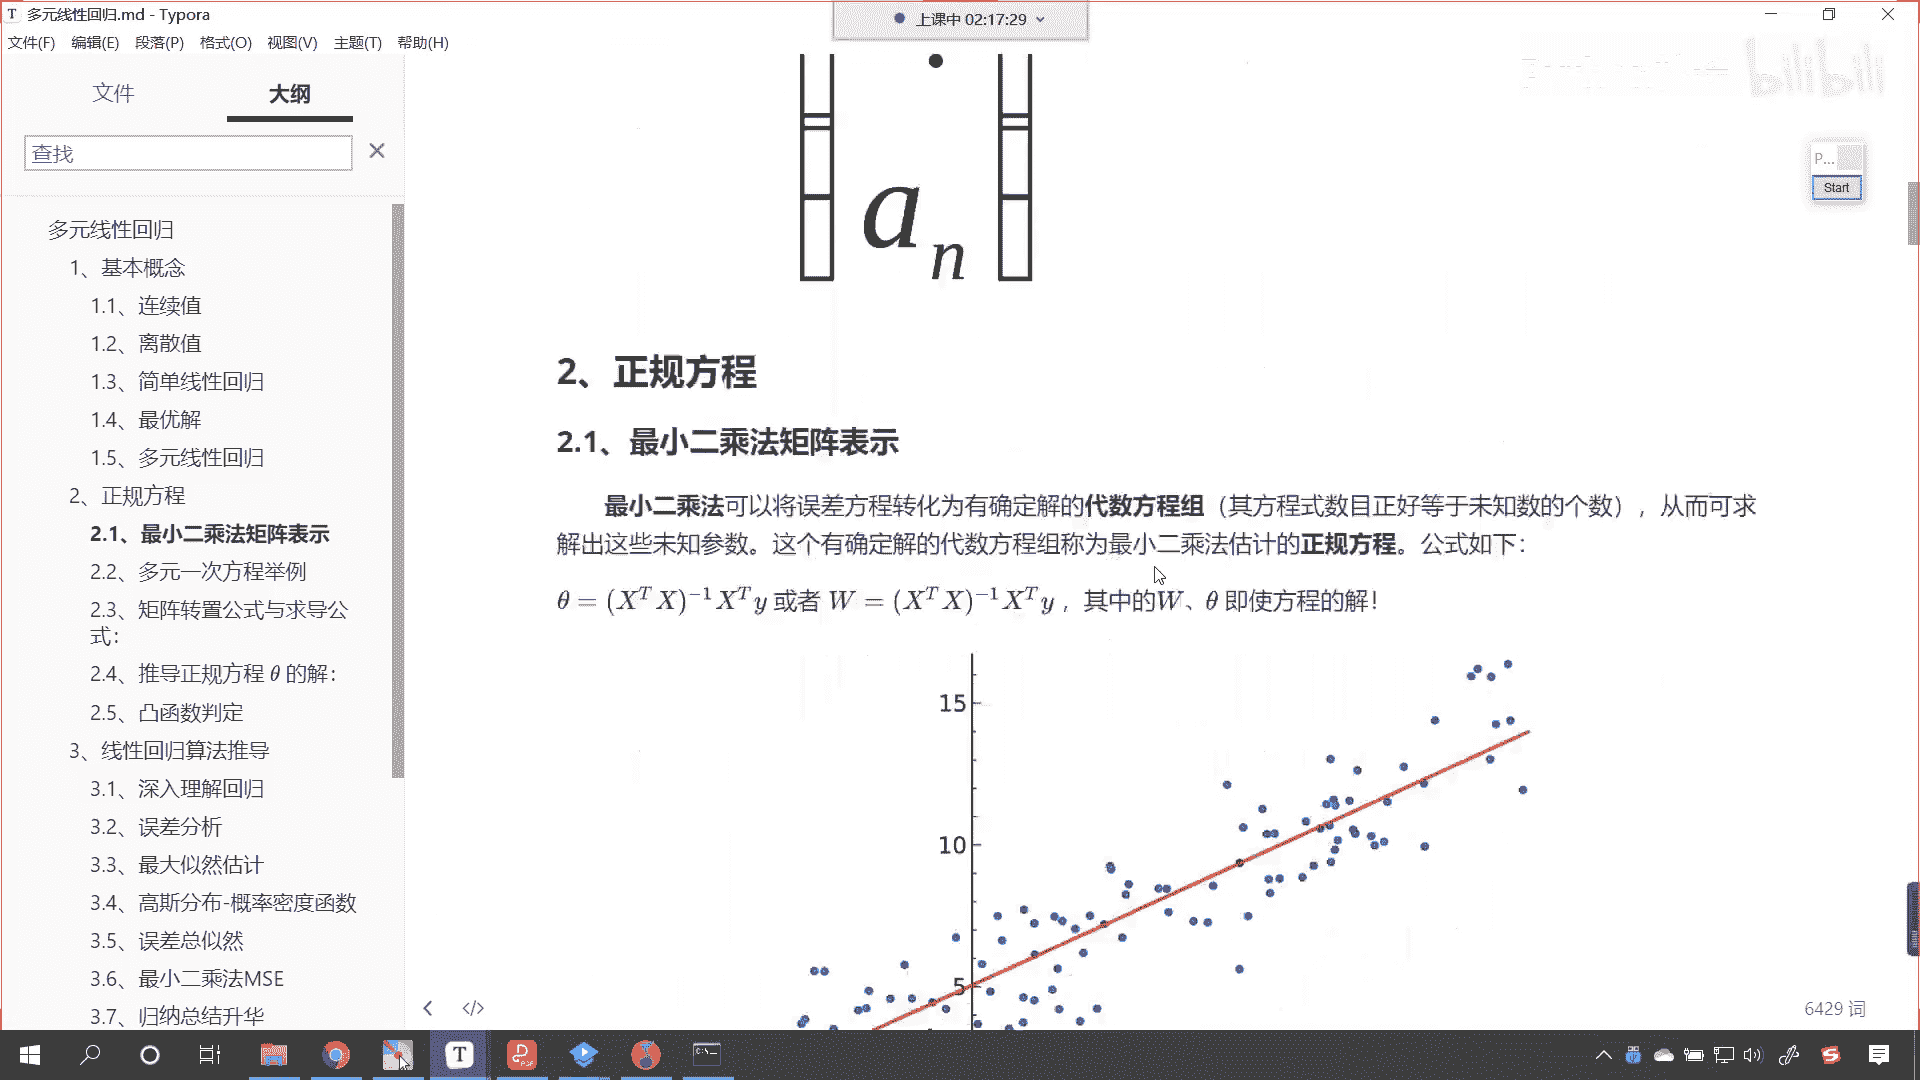 多元线性回归.md - Typora
上课中 02:17:29
文件(F) 编辑(E) 段落(P) 格式(O) 视图(V) 主题(T) 帮助(H)
bilibili
文件 大纲
查找
P...
Start
多元线性回归
1、基本概念
1.1、连续值
1.2、离散值
1.3、简单线性回归
1.4、最优解
1.5、多元线性回归
2、正规方程
2.1、最小二乘法矩阵表示
2.2、多元一次方程举例
2.3、矩阵转置公式与求导公
式：
2.4、推导正规方程 θ 的解：
2.5、凸函数判定
3、线性回归算法推导
3.1、深入理解回归
3.2、误差分析
3.3、最大似然估计
3.4、高斯分布-概率密度函数
3.5、误差总似然
3.6、最小二乘法MSE
3.7、归纳总结升华
a_n
2、正规方程
2.1、最小二乘法矩阵表示
最小二乘法可以将误差方程转化为有确定解的代数方程组（其方程式数目正好等于未知数的个数），从而可求
解出这些未知参数。这个有确定解的代数方程组称为最小二乘法估计的正规方程。公式如下：
θ = (X^T X)^{-1} X^T y 或者 W = (X^T X)^{-1} X^T y ，其中的W、θ 即使方程的解！
15
10
5
6429 词